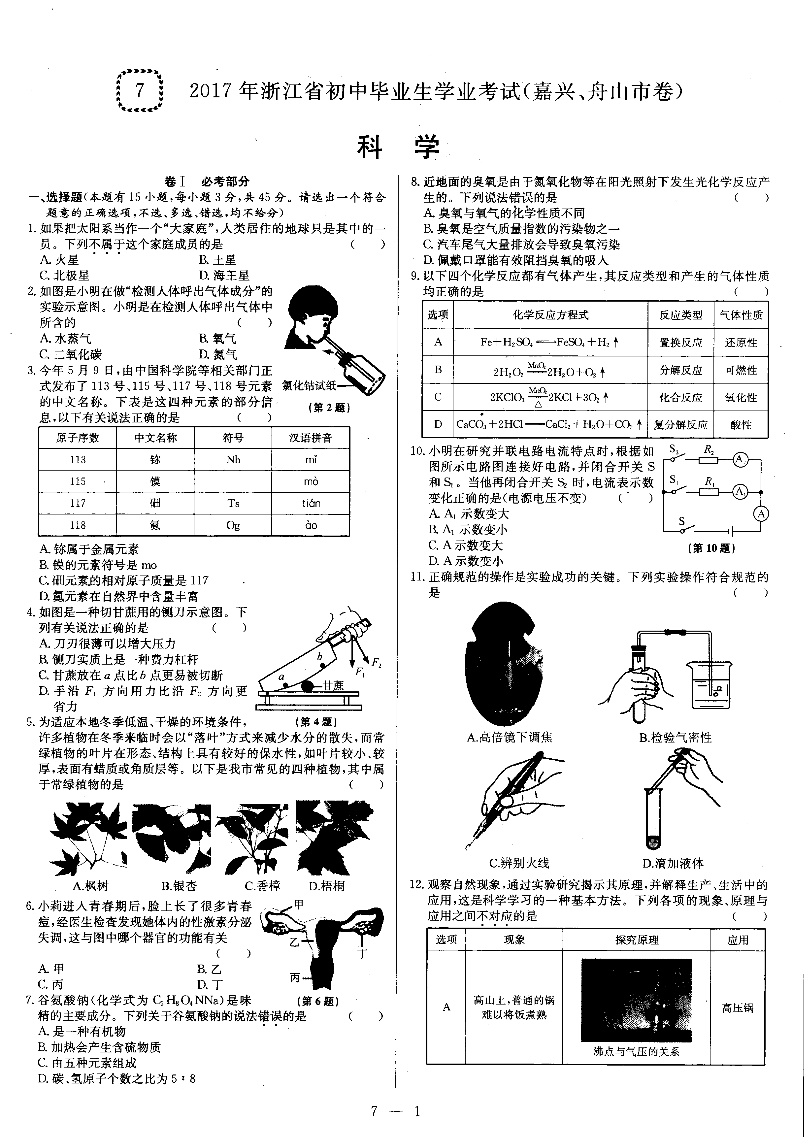 7
2017年浙江省初中毕业生学业考试(嘉兴、舟山市卷)
科 学
卷Ⅰ 必考部分
一、选择题(本题有15小题,每小题3分,共45分。请选出一个符合
题意的正确选项,不选、多选、错选,均不给分)
1. 如果把太阳系当作一个“大家庭”,人类居住的地球只是其中的一
员。下列不属于这个家庭成员的是 ( )
A. 火星 B. 土星
C. 北极星 D. 海王星
2. 如图是小明在做“检测人体呼出气体成分”的
实验示意图。小明是在检测人体呼出气体中
所含的 ( )
A. 水蒸气 B. 氧气
C. 二氧化碳 D. 氮气
氯化钴试纸
(第2题)
3. 今年5月9日,由中国科学院等相关部门正
式发布了113号、115号、117号、118号元素
的中文名称。下表是这四种元素的部分信
息,以下有关说法正确的是 ( )
原子序数 中文名称 符号 汉语拼音
113 鉨 Nh nǐ
115 镆 mò
117 鿬 Ts tián
118 鿫 Og ào
A. 鉨属于金属元素
B. 镆的元素符号是mo
C. 鿬元素的相对原子质量是117
D. 鿫元素在自然界中含量丰富
4. 如图是一种切甘蔗用的铡刀示意图。下
列有关说法正确的是 ( )
A. 刀刃很薄可以增大压力
B. 铡刀实质上是一种费力杠杆
C. 甘蔗放在a点比b点更易被切断
D. 手沿F₁方向用力比沿F₂方向更
省力
a b F₁ F₂ 甘蔗
(第4题)
5. 为适应本地冬季低温、干燥的环境条件,
许多植物在冬季来临时会以“落叶”方式来减少水分的散失,而常
绿植物的叶片在形态、结构上具有较好的保水性,如叶片较小、较
厚,表面有蜡质或角质层等。以下是我市常见的四种植物,其中属
于常绿植物的是 ( )
A.枫树 B.银杏 C.香樟 D.梧桐
6. 小莉进入青春期后,脸上长了很多青春
痘,经医生检查发现她体内的性激素分泌
失调,这与图中哪个器官的功能有关
( )
A. 甲 B. 乙
C. 丙 D. 丁
甲
乙
丙
丁
(第6题)
7. 谷氨酸钠(化学式为C₅H₈O₄NNa)是味
精的主要成分。下列关于谷氨酸钠的说法错误的是 ( )
A. 是一种有机物
B. 加热会产生含硫物质
C. 由五种元素组成
D. 碳、氢原子个数之比为5∶8
8. 近地面的臭氧是由于氮氧化物等在阳光照射下发生光化学反应产
生的。下列说法错误的是 ( )
A. 臭氧与氧气的化学性质不同
B. 臭氧是空气质量指数的污染物之一
C. 汽车尾气大量排放会导致臭氧污染
D. 佩戴口罩能有效阻挡臭氧的吸入
9. 以下四个化学反应都有气体产生,其反应类型和产生的气体性质
均正确的是 ( )
选项 化学反应方程式 反应类型 气体性质
A Fe+H₂SO₄══FeSO₄+H₂↑ 置换反应 还原性
B 2H₂O₂ MnO₂══ 2H₂O+O₂↑ 分解反应 可燃性
C 2KClO₃ MnO₂══△ 2KCl+3O₂↑ 化合反应 氧化性
D CaCO₃+2HCl══CaCl₂+H₂O+CO₂↑ 复分解反应 酸性
10. 小明在研究并联电路电流特点时,根据如
图所示电路图连接好电路,并闭合开关S
和S₁。当他再闭合开关S₂时,电流表示数
变化正确的是(电源电压不变) ( )
A. A₁示数变大
B. A₁示数变小
C. A示数变大
D. A示数变小
S₂ R₂ A₂
S₁ R₁ A₁
S A
(第10题)
11. 正确规范的操作是实验成功的关键。下列实验操作符合规范的
是 ( )
A.高倍镜下调焦 B.检验气密性
C.辨别火线 D.滴加液体
12. 观察自然现象,通过实验研究揭示其原理,并解释生产、生活中的
应用,这是科学学习的一种基本方法。下列各项的现象、原理与
应用之间不对应的是 ( )
选项 现象 探究原理 应用
A 高山上,普通的锅
难以将饭煮熟 沸点与气压的关系 高压锅
7 — 1